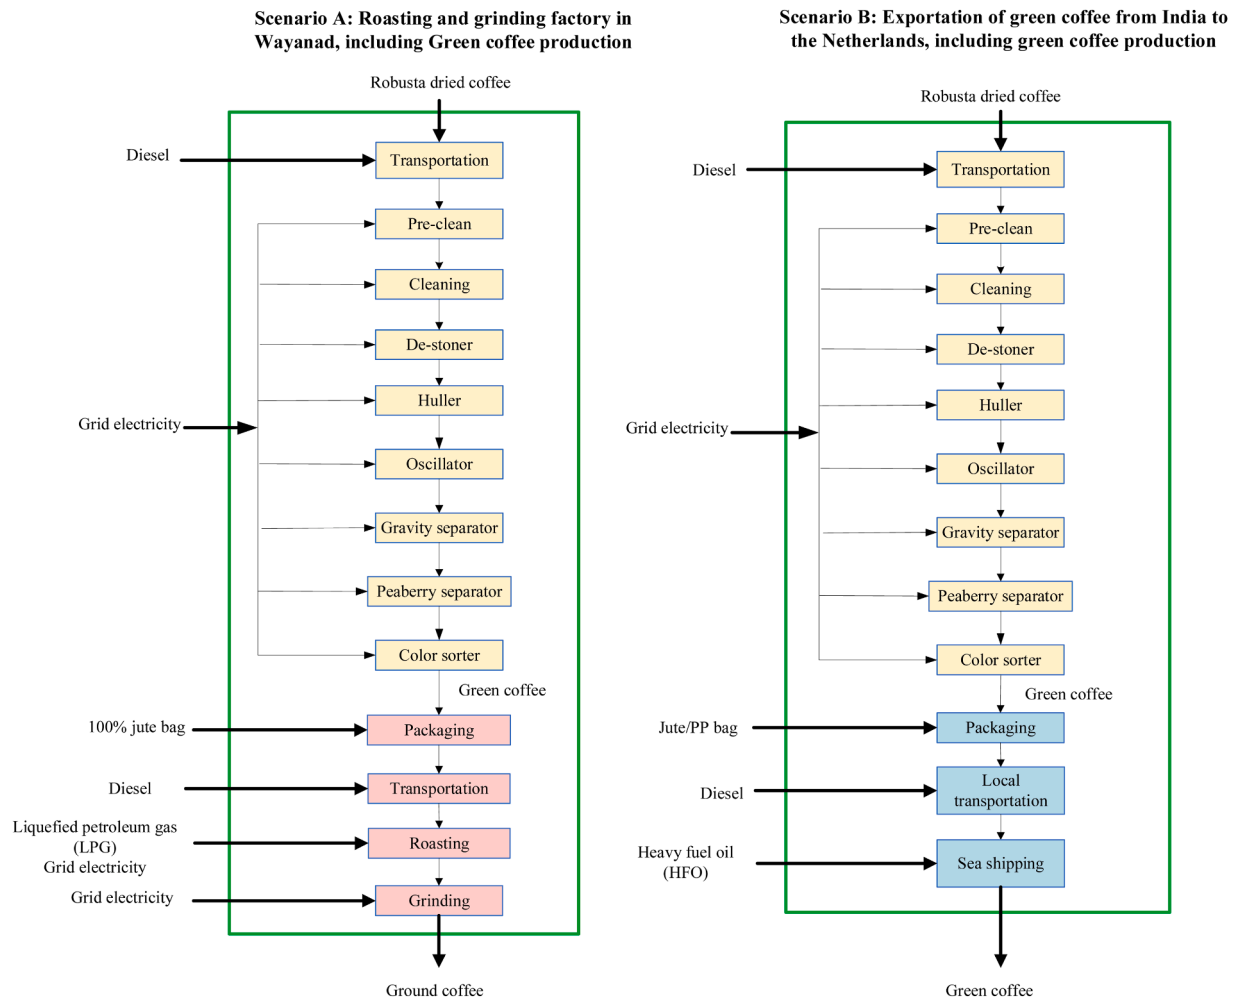 Scenario A: Roasting and grinding factory in
Wayanad, including Green coffee production
Robusta dried coffee
Diesel
Transportation
Pre-clean
Cleaning
De-stoner
Huller
Grid electricity
Oscillator
Gravity separator
Peaberry separator
Color sorter
Green coffee
100% jute bag
Packaging
Diesel
Transportation
Liquefied petroleum gas
(LPG)
Grid electricity
Roasting
Grid electricity
Grinding
Ground coffee
Scenario B: Exportation of green coffee from India to
the Netherlands, including green coffee production
Robusta dried coffee
Diesel
Transportation
Pre-clean
Cleaning
De-stoner
Huller
Grid electricity
Oscillator
Gravity separator
Peaberry separator
Color sorter
Green coffee
Jute/PP bag
Packaging
Diesel
Local
transportation
Heavy fuel oil
(HFO)
Sea shipping
Green coffee